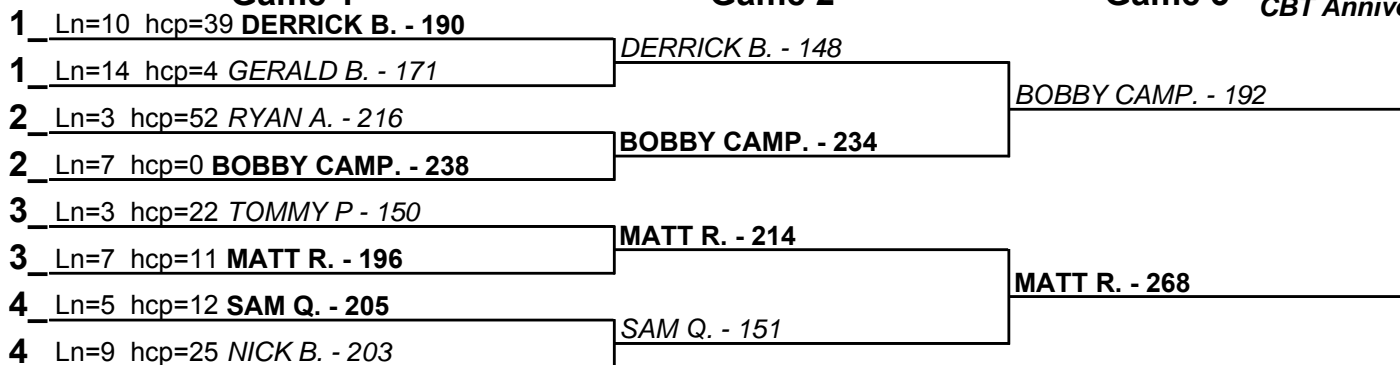 1_ Ln=10 hcp=39 DERRICK B. - 190
DERRICK B. - 148
1_ Ln=14 hcp=4 GERALD B. - 171
BOBBY CAMP. - 192
2_ Ln=3 hcp=52 RYAN A. - 216
BOBBY CAMP. - 234
2_ Ln=7 hcp=0 BOBBY CAMP. - 238
3_ Ln=3 hcp=22 TOMMY P - 150
MATT R. - 214
3_ Ln=7 hcp=11 MATT R. - 196
MATT R. - 268
4_ Ln=5 hcp=12 SAM Q. - 205
SAM Q. - 151
4 Ln=9 hcp=25 NICK B. - 203